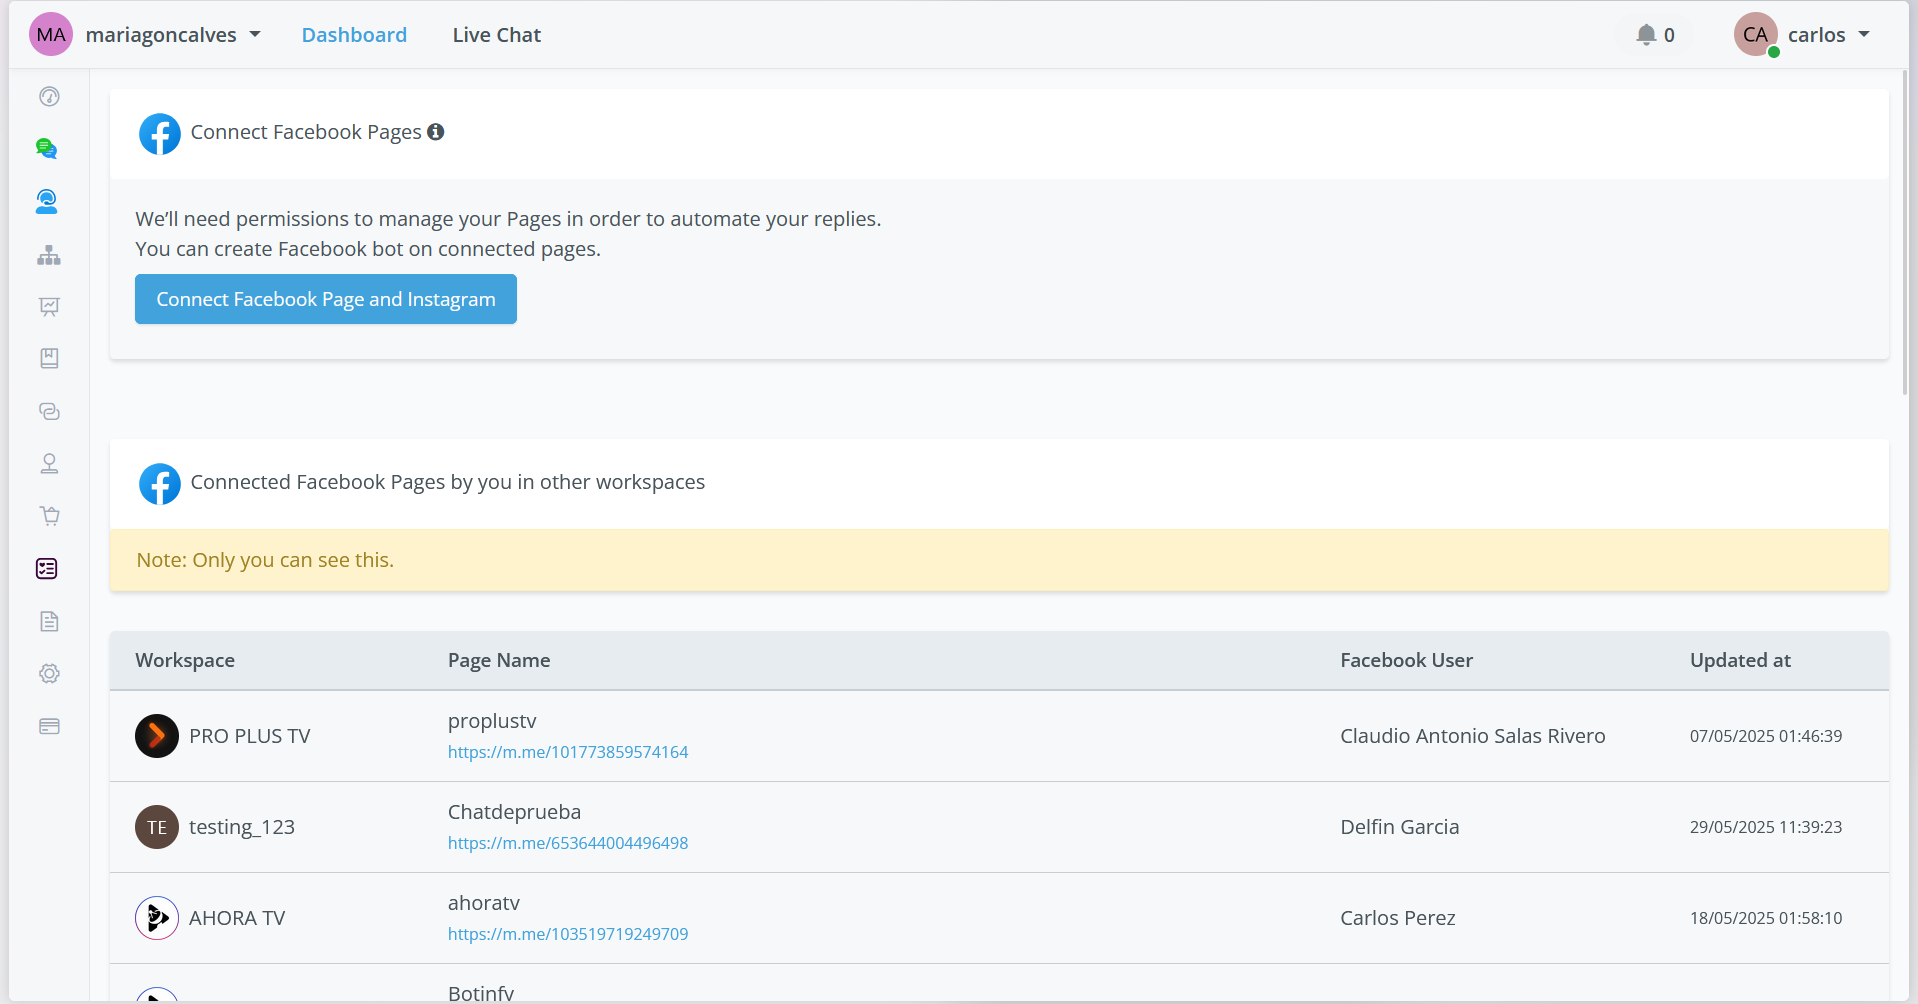 MA mariagoncalves Dashboard Live Chat 0 CA carlos
Connect Facebook Pages
We'll need permissions to manage your Pages in order to automate your replies.
You can create Facebook bot on connected pages.
Connect Facebook Page and Instagram
Connected Facebook Pages by you in other workspaces
Note: Only you can see this.
Workspace Page Name Facebook User Updated at
PRO PLUS TV proplustv Claudio Antonio Salas Rivero 07/05/2025 01:46:39
https://m.me/101773859574164
TE testing_123 Chatdeprueba Delfin Garcia 29/05/2025 11:39:23
https://m.me/653644004496498
AHORA TV ahoratv Carlos Perez 18/05/2025 01:58:10
https://m.me/103519719249709
Botinfy